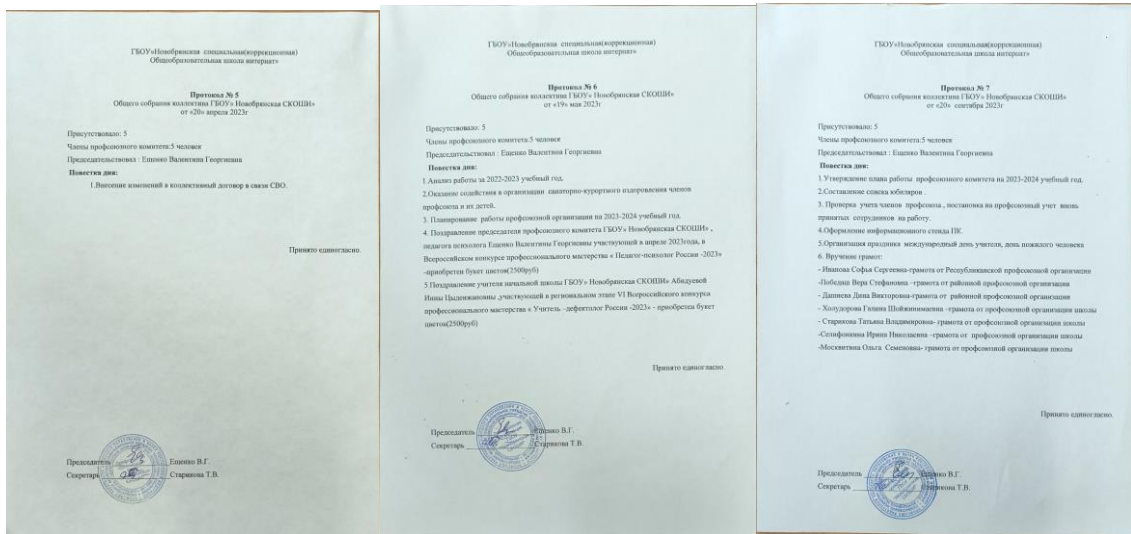 ГБОУ»Новобрянская специальная(коррекционная)
Общеобразовательная школа интернат»
Протокол № 5
Общего собрания коллектива ГБОУ» Новобрянская СКОШИ»
от «20» апреля 2023г
Присутствовало: 5
Члены профсоюзного комитета:5 человек
Председательствовал : Ещенко Валентина Георгиевна
Повестка дня:
1.Внесение изменений в коллективный договор в связи СВО.
Принято единогласно.
Председатель Ещенко В.Г.
Секретарь Старикова Т.В.
ГБОУ»Новобрянская специальная(коррекционная)
Общеобразовательная школа интернат»
Протокол № 6
Общего собрания коллектива ГБОУ» Новобрянская СКОШИ»
от «19» мая 2023г
Присутствовало: 5
Члены профсоюзного комитета:5 человек
Председательствовал : Ещенко Валентина Георгиевна
Повестка дня:
1.Анализ работы за 2022-2023 учебный год.
2.Оказание содействия в организации санаторно-курортного оздоровления членов
профсоюза и их детей.
3. Планирование работы профсоюзной организации на 2023-2024 учебный год.
4. Поздравление председателя профсоюзного комитета ГБОУ» Новобрянская СКОШИ» ,
педагога психолога Ещенко Валентины Георгиевны участвующей в апреле 2023года, в
Всероссийском конкурсе профессионального мастерства « Педагог-психолог России -2023»
-приобретен букет цветов(2500руб)
5.Поздравление учителя начальной школы ГБОУ» Новобрянская СКОШИ» Абидуевой
Инны Цыденжановны ,участвующей в региональном этапе VI Всероссийского конкурса
профессионального мастерства « Учитель -дефектолог России -2023» - приобретен букет
цветов(2500руб)
Принято единогласно.
Председатель Ещенко В.Г.
Секретарь Старикова Т.В.
ГБОУ»Новобрянская специальная(коррекционная)
Общеобразовательная школа интернат»
Протокол № 7
Общего собрания коллектива ГБОУ» Новобрянская СКОШИ»
от «20» сентября 2023г
Присутствовало: 5
Члены профсоюзного комитета:5 человек
Председательствовал : Ещенко Валентина Георгиевна
Повестка дня:
1.Утверждение плана работы профсоюзного комитета на 2023-2024 учебный год.
2.Составление списка юбиляров .
3. Проверка учета членов профсоюза , постановка на профсоюзный учет вновь
принятых сотрудников на работу.
4.Оформление информационного стенда ПК.
5.Организация праздника международный день учителя, день пожилого человека
6. Вручение грамот:
- Иванова Софья Сергеевна-грамота от Республиканской профсоюзной организации
-Победаш Вера Стефановна –грамота от районной профсоюзной организации
- Дашиева Дина Викторовна-грамота от районной профсоюзной организации
- Холудорова Галина –грамота от профсоюзной организации школы
- Старикова Татьяна Владимировна- грамота от профсоюзной организации школы
-Селифонкина Ирина Николаевна –грамота от профсоюзной организации школы
-Москвитина Ольга Семеновна- грамота от профсоюзной организации школы
Принято единогласно.
Председатель Ещенко В.Г.
Секретарь Старикова Т.В.